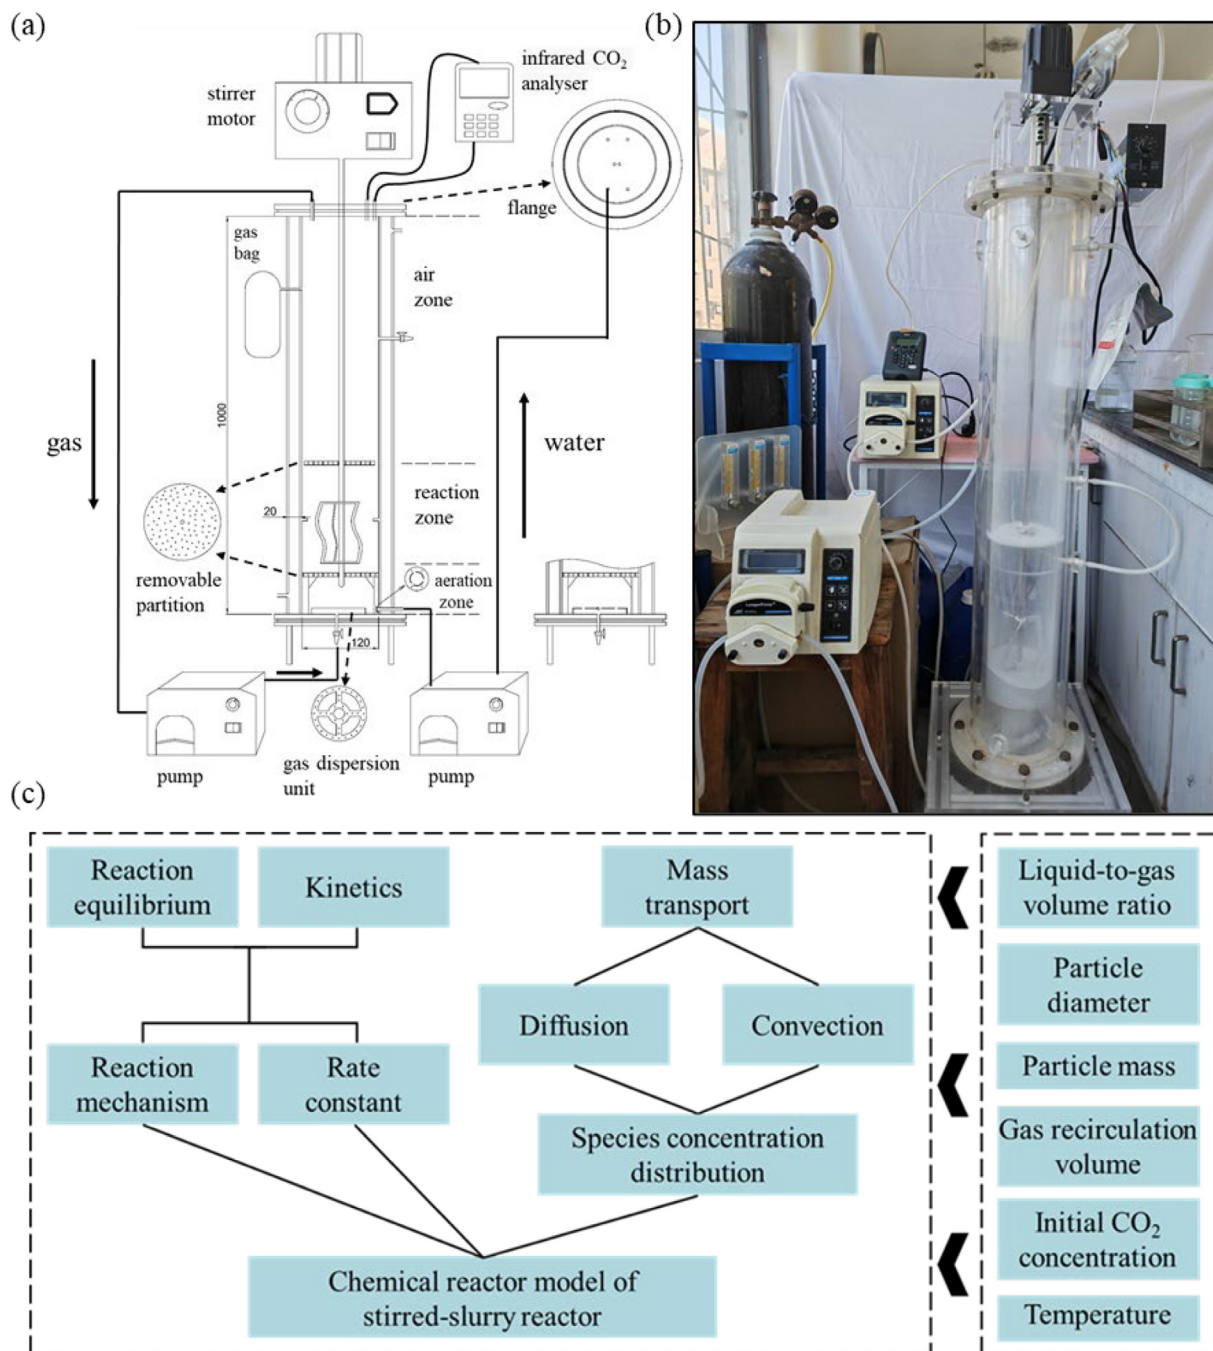 (a)
stirrer
motor
infrared CO₂
analyser
flange
gas
bag
air
zone
1000
gas
water
reaction
zone
20
removable
partition
aeration
zone
120
pump
gas dispersion
unit
pump
(b)
(c)
Reaction
equilibrium
Kinetics
Mass
transport
Diffusion
Convection
Reaction
mechanism
Rate
constant
Species concentration
distribution
Chemical reactor model of
stirred-slurry reactor
Liquid-to-gas
volume ratio
Particle
diameter
Particle mass
Gas recirculation
volume
Initial CO₂
concentration
Temperature